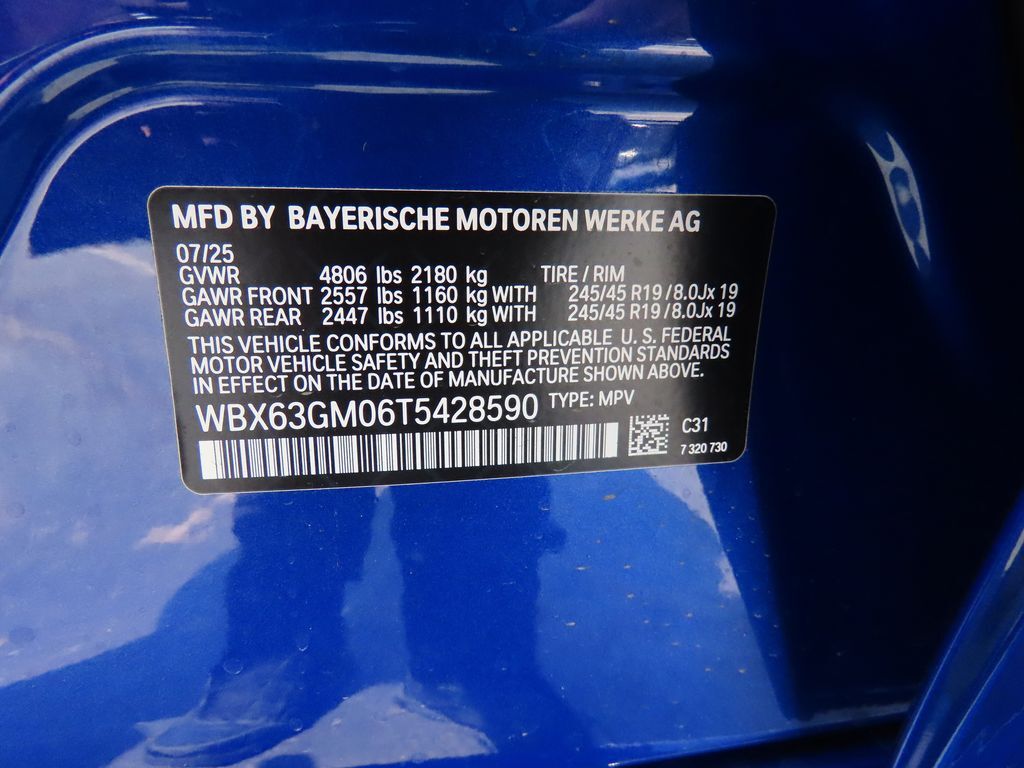 MFD BY BAYERISCHE MOTOREN WERKE AG
07/25
GVWR 4806 lbs 2180 kg TIRE / RIM
GAWR FRONT 2557 lbs 1160 kg WITH 245/45 R19 /8.0Jx 19
GAWR REAR 2447 lbs 1110 kg WITH 245/45 R19 /8.0Jx 19
THIS VEHICLE CONFORMS TO ALL APPLICABLE U. S. FEDERAL
MOTOR VEHICLE SAFETY AND THEFT PREVENTION STANDARDS
IN EFFECT ON THE DATE OF MANUFACTURE SHOWN ABOVE.
WBX63GM06T5428590 TYPE: MPV
C31
7 320 730